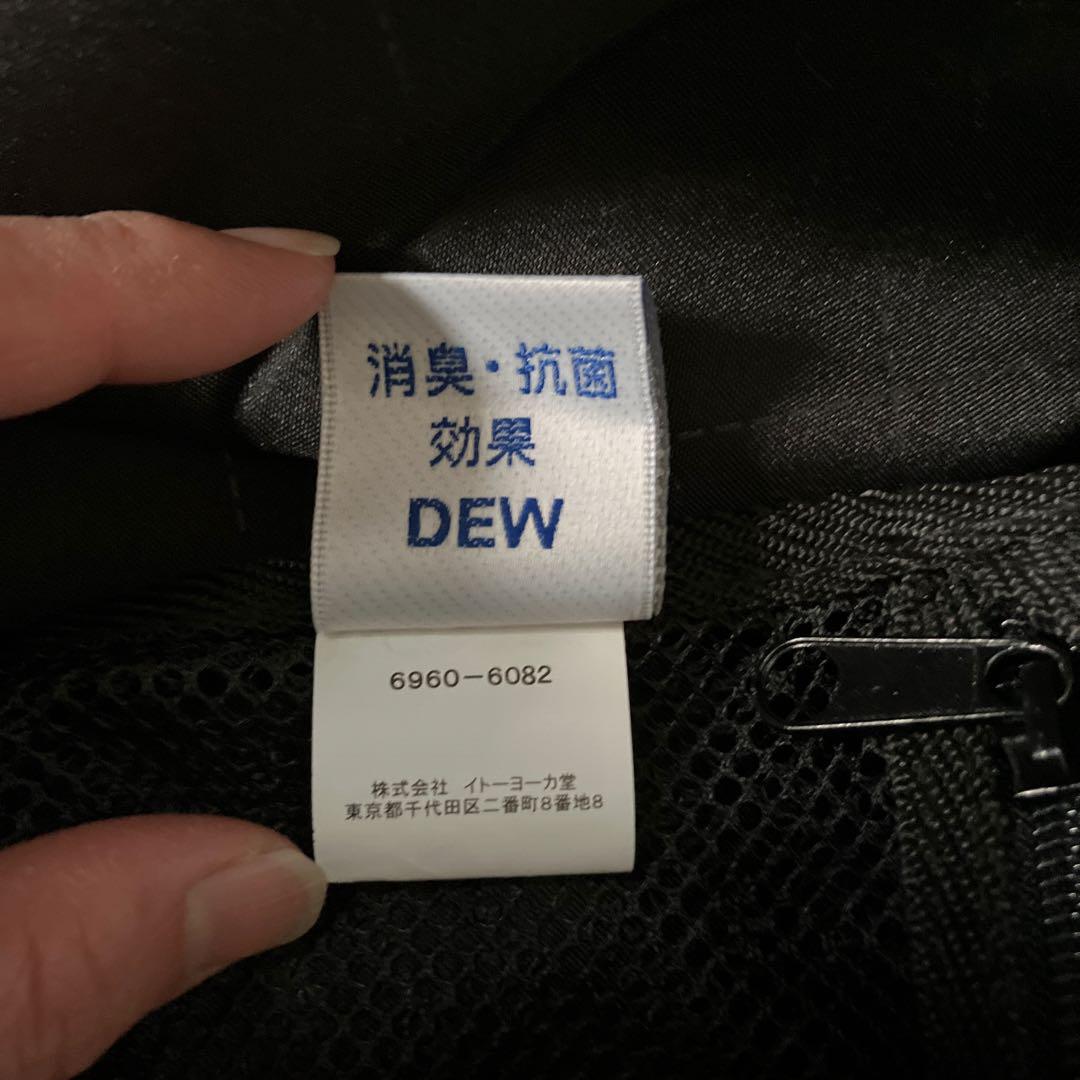 消臭・抗菌
効果
DEW
6960-6082
株式会社 イトーヨーカ堂
東京都千代田区二番町8番地8